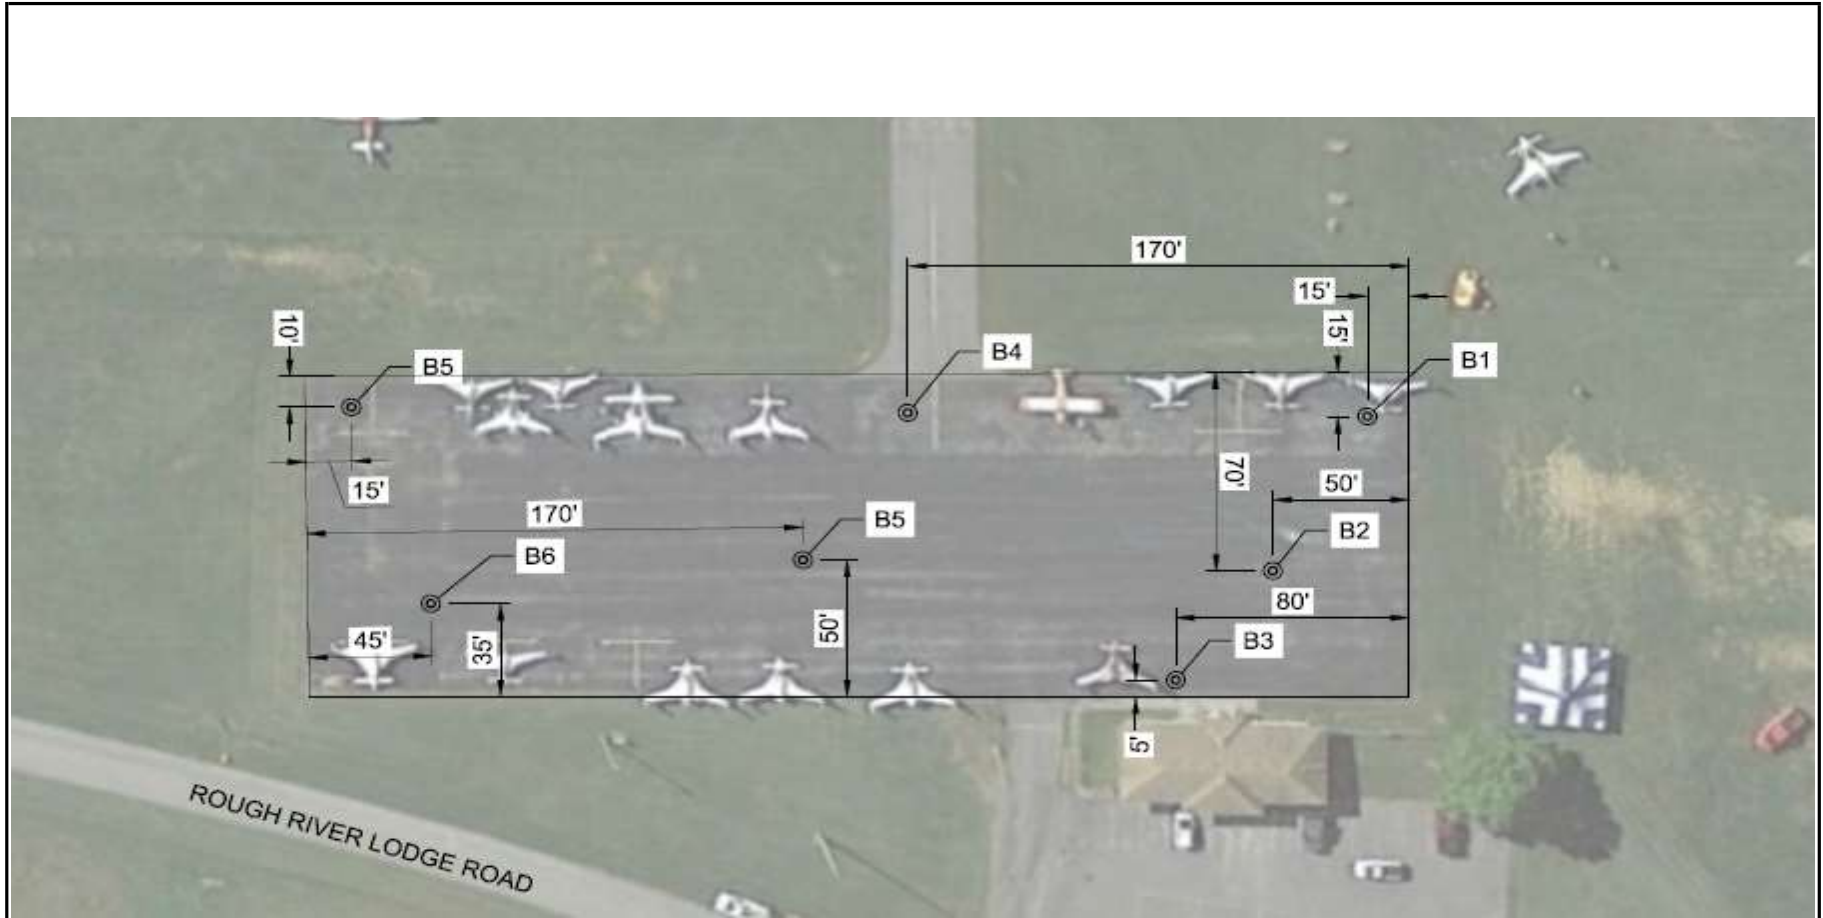 170'
15'
10'
15'
B4
B1
B5
70'
50'
15'
170'
B5
B2
B6
80'
45'
35'
50'
B3
5'
ROUGH RIVER LODGE ROAD